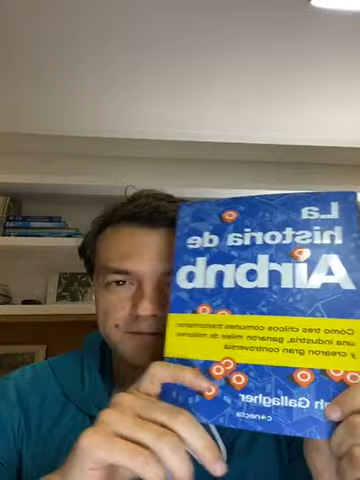 La
historia de
Airbnb
Cómo tres chicos comunes transformaron
una industria, ganaron miles de millones
y crearon gran controversia
gh Gallagher
conecta